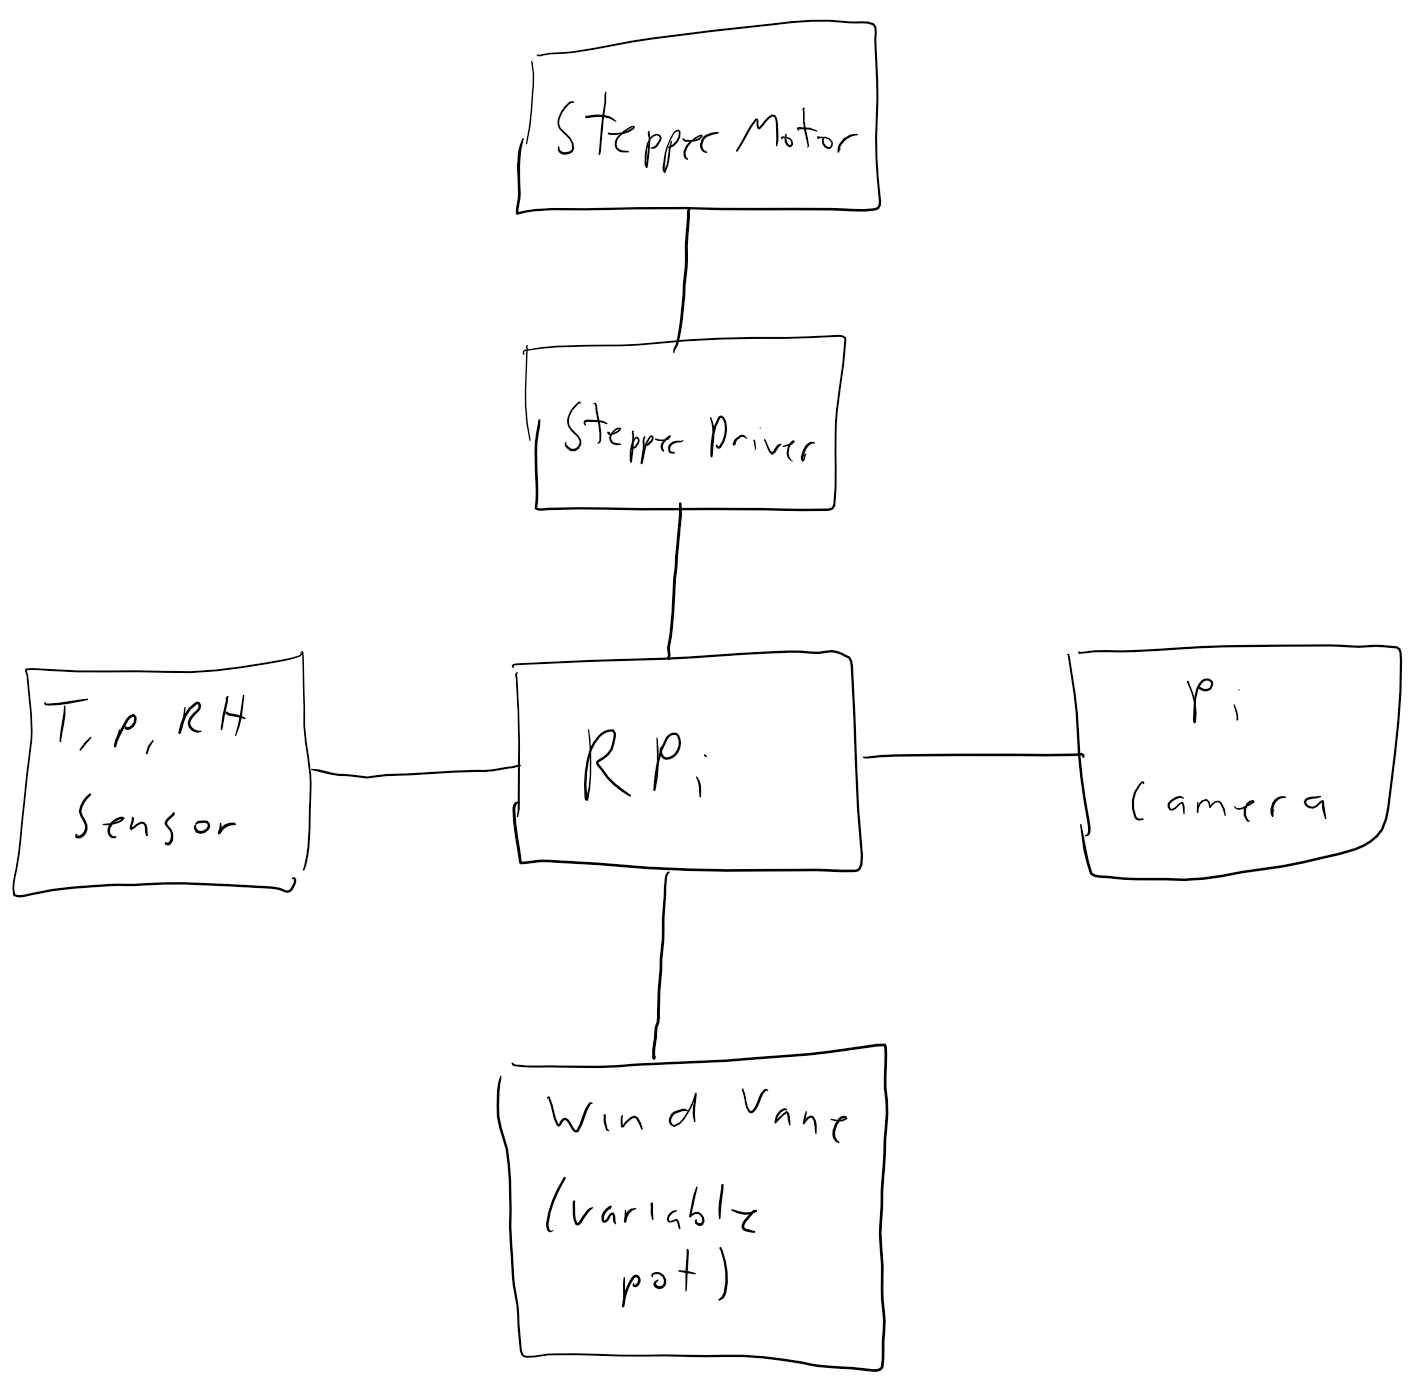 Stepper Motor
Stepper Driver
T, P, RH
Sensor
RPi
Pi
Camera
Wind Vane
(variable
pot)